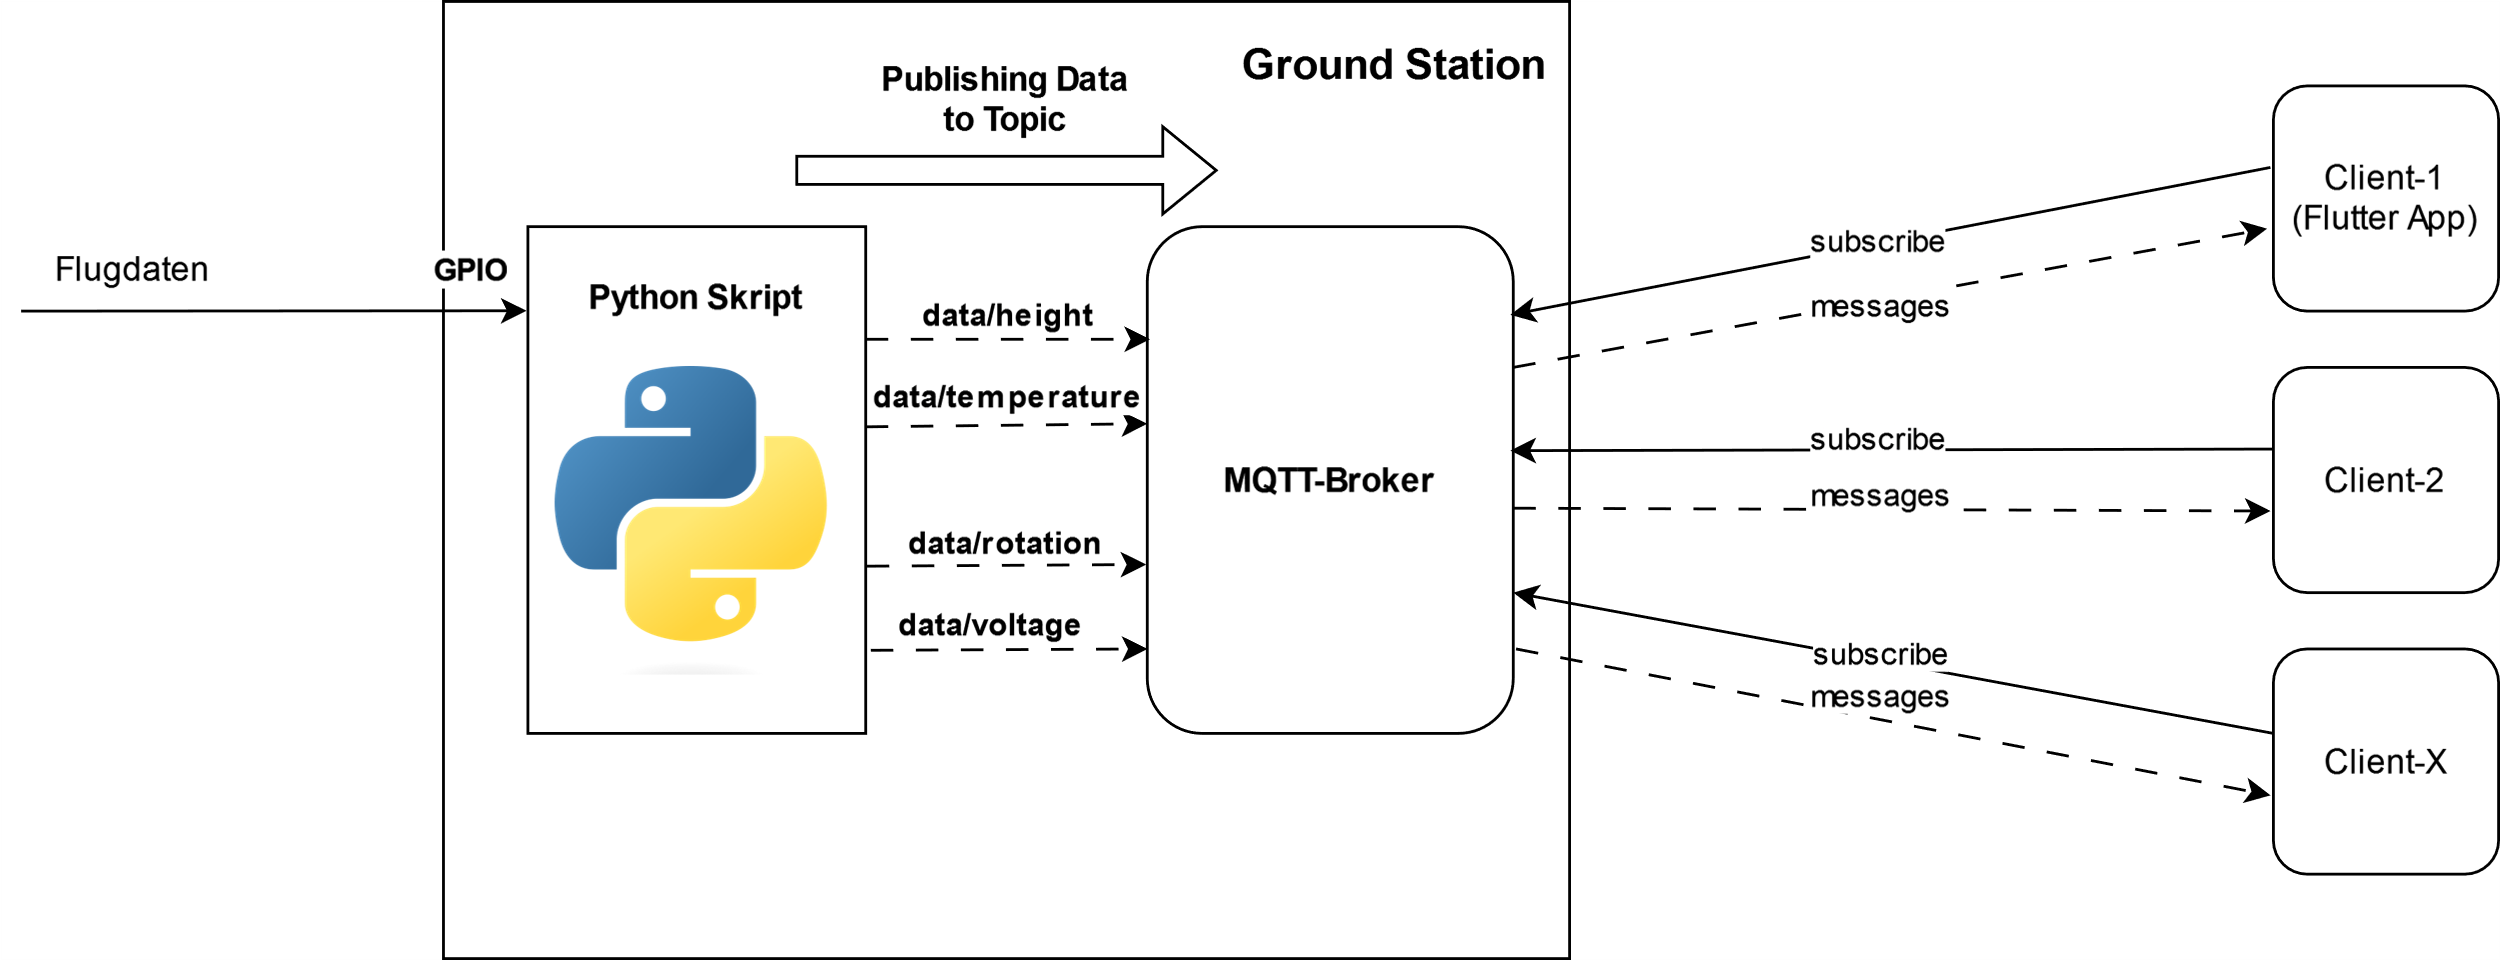 Ground Station
Publishing Data
to Topic
Flugdaten
GPIO
Python Skript
data/height
data/temperature
data/rotation
data/voltage
MQTT-Broker
subscribe
messages
subscribe
messages
subscribe
messages
Client-1
(Flutter App)
Client-2
Client-X